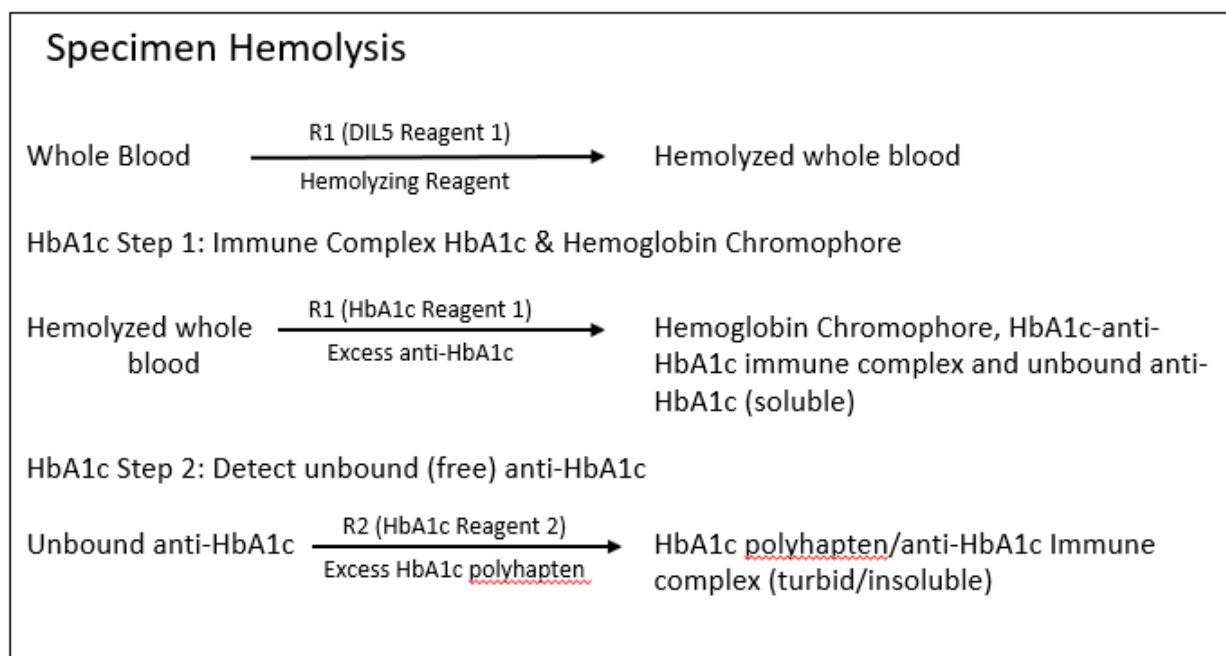 Specimen Hemolysis
R1 (DIL5 Reagent 1)
Whole Blood
Hemolyzing Reagent
Hemolyzed whole blood
HbA1c Step 1: Immune Complex HbA1c & Hemoglobin Chromophore
Hemolyzed whole
blood
R1 (HbA1c Reagent 1)
Excess anti-HbA1c
Hemoglobin Chromophore, HbA1c-anti-
HbA1c immune complex and unbound anti-
HbA1c (soluble)
HbA1c Step 2: Detect unbound (free) anti-HbA1c
Unbound anti-HbA1c
R2 (HbA1c Reagent 2)
Excess HbA1c polyhapten
HbA1c polyhapten/anti-HbA1c Immune
complex (turbid/insoluble)